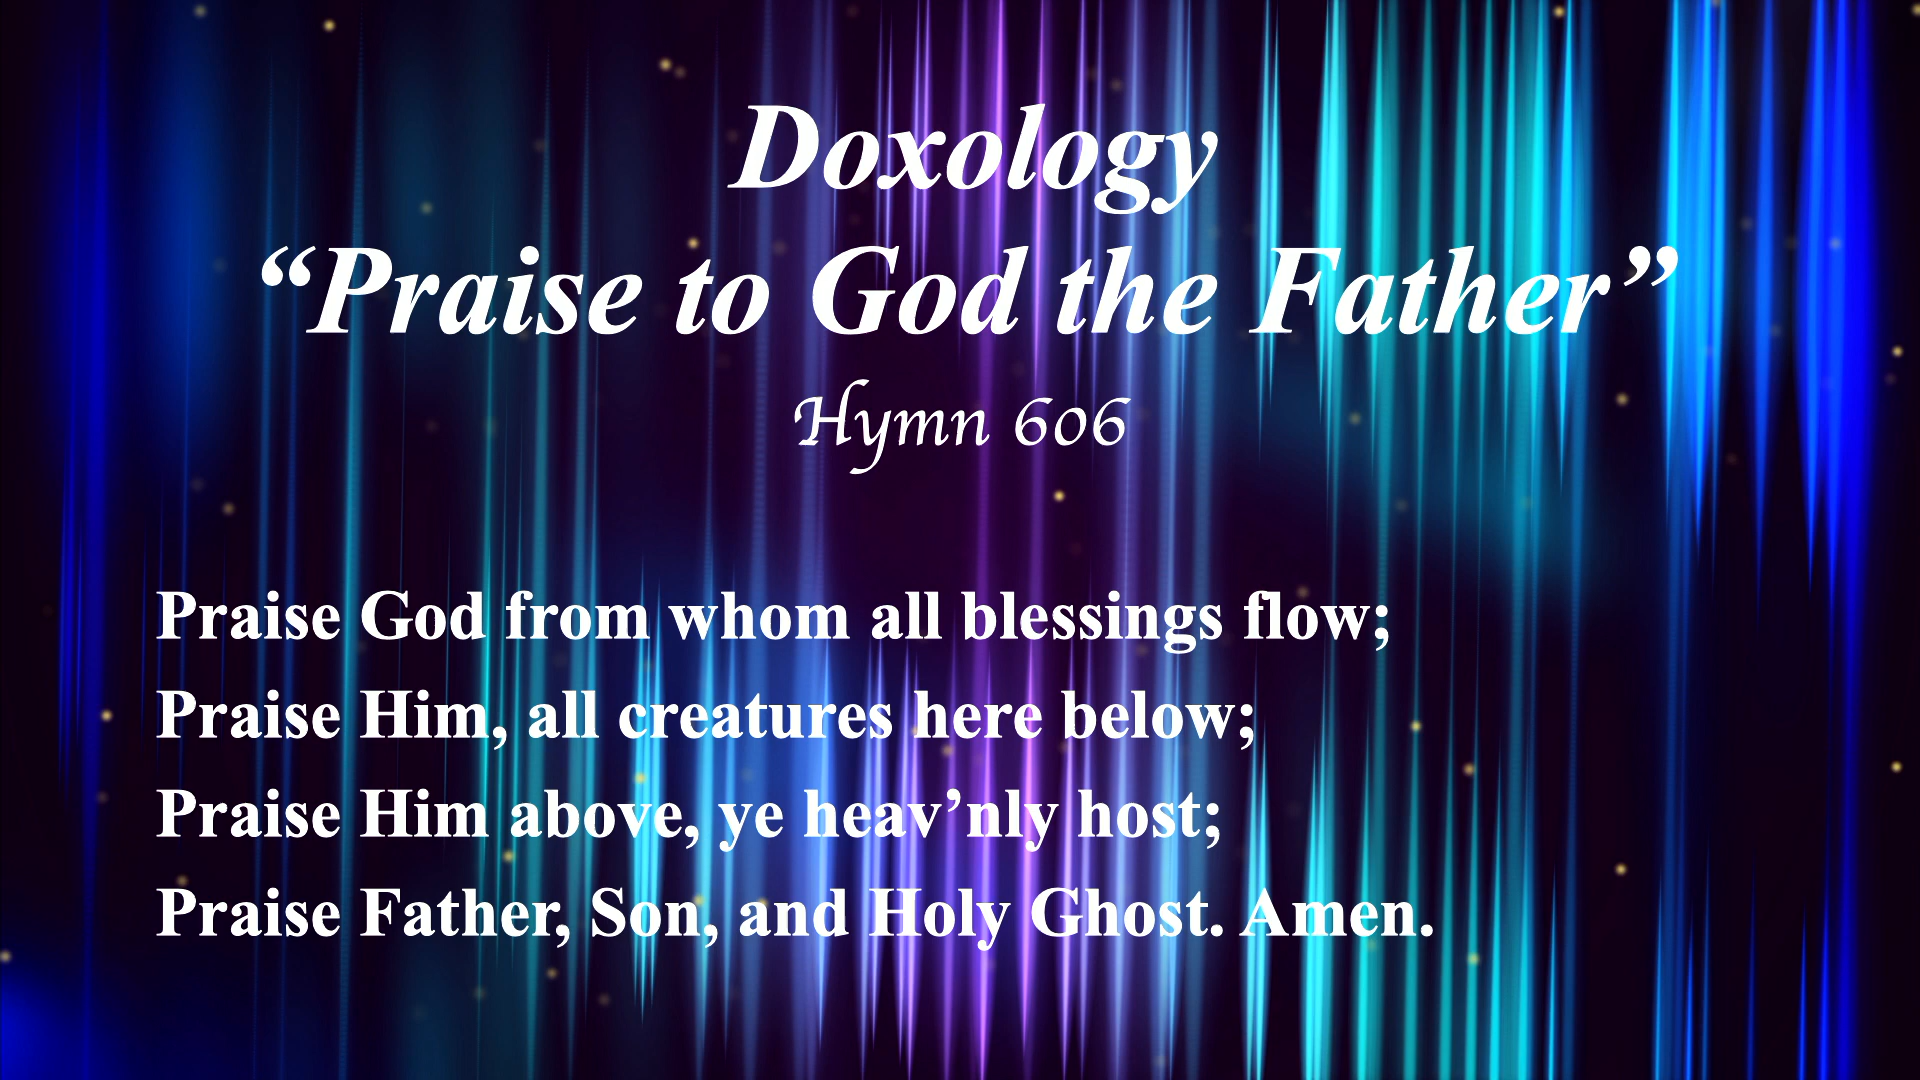 Doxology
“Praise to God the Father”
Hymn 606
Praise God from whom all blessings flow;
Praise Him, all creatures here below;
Praise Him above, ye heav’nly host;
Praise Father, Son, and Holy Ghost. Amen.